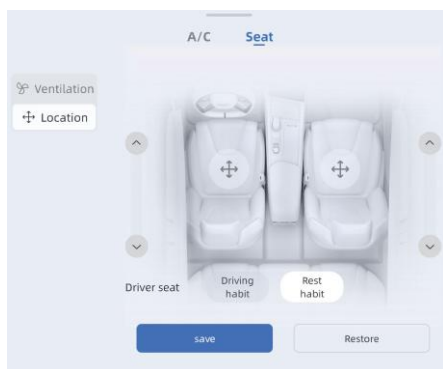 A/C Seat
Ventilation
Location
Driver seat
Driving
habit
Rest
habit
save
Restore